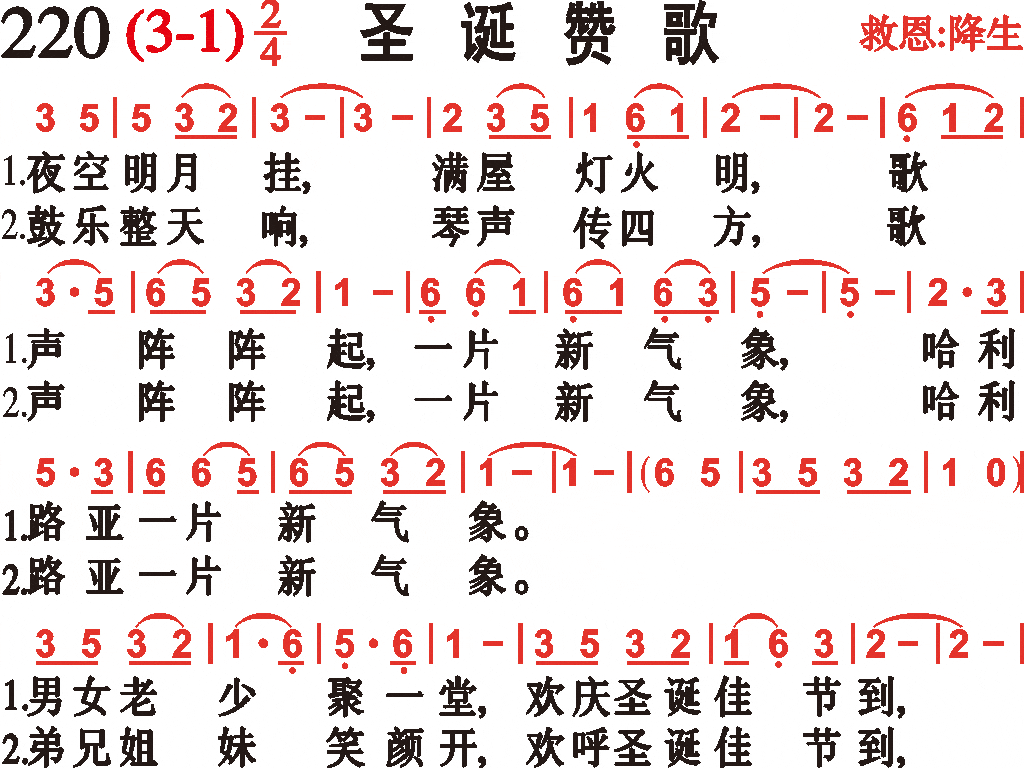 220 (3-1) 2/4 圣诞赞歌 救恩:降生
3 5 | 5 3 2 | 3 - | 3 - | 2 3 5 | 1 6 1 | 2 - | 2 - | 6 1 2 |
1.夜空明月 挂, 满屋 灯火 明, 歌
2.鼓乐整天 响, 琴声 传四 方, 歌
3 · 5 | 6 5 3 2 | 1 - | 6 6 1 | 6 1 6 3 | 5 - | 5 - | 2 · 3 |
1.声 阵 阵 起, 一片 新 气 象, 哈利
2.声 阵 阵 起, 一片 新 气 象, 哈利
5 · 3 | 6 6 5 | 6 5 3 2 | 1 - | 1 - | (6 5 | 3 5 3 2 | 1 0) |
1.路亚一片 新 气 象。
2.路亚一片 新 气 象。
3 5 3 2 | 1 · 6 | 5 · 6 | 1 - | 3 5 3 2 | 1 6 3 | 2 - | 2 - |
1.男女老 少 聚一堂, 欢庆圣诞佳 节到,
2.弟兄姐 妹 笑颜开, 欢呼圣诞佳 节到,